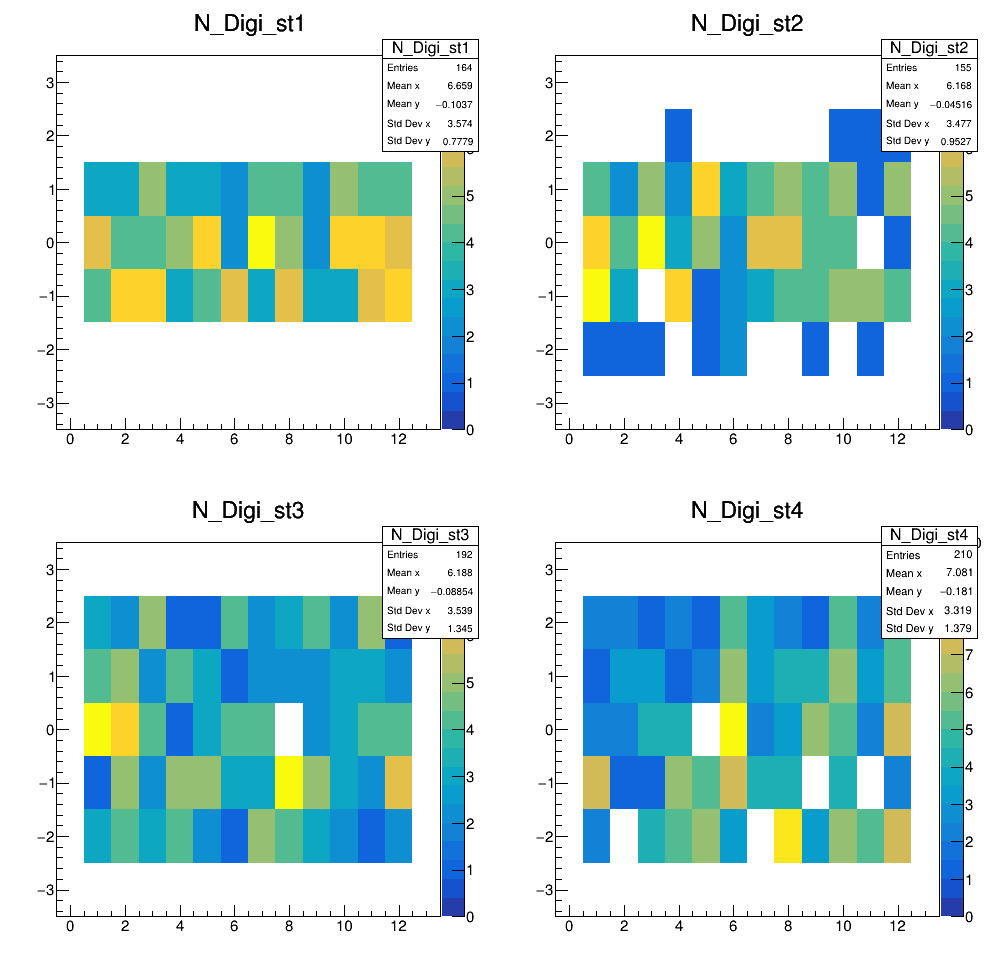 N_Digi_st1
N_Digi_st1
Entries 164
Mean x 6.659
Mean y −0.1037
Std Dev x 3.574
Std Dev y 0.7779
3
2
1
0
−1
−2
−3
0 2 4 6 8 10 12
5
4
3
2
1
0
N_Digi_st2
N_Digi_st2
Entries 155
Mean x 6.168
Mean y −0.04516
Std Dev x 3.477
Std Dev y 0.9527
3
2
1
0
−1
−2
−3
0 2 4 6 8 10 12
5
4
3
2
1
0
N_Digi_st3
N_Digi_st3
Entries 192
Mean x 6.188
Mean y −0.08854
Std Dev x 3.539
Std Dev y 1.345
3
2
1
0
−1
−2
−3
0 2 4 6 8 10 12
5
4
3
2
1
0
N_Digi_st4
N_Digi_st4
Entries 210
Mean x 7.081
Mean y −0.181
Std Dev x 3.319
Std Dev y 1.379
3
2
1
0
−1
−2
−3
0 2 4 6 8 10 12
7
6
5
4
3
2
1
0